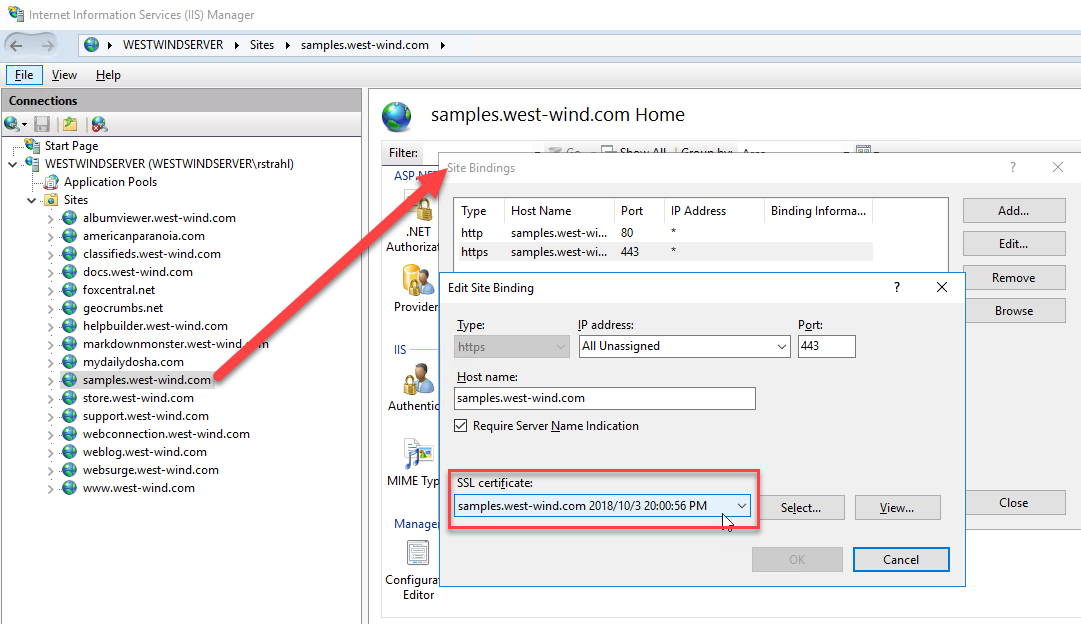 Internet Information Services (IIS) Manager
WESTWINDSERVER Sites samples.west-wind.com
File View Help
Connections
Start Page
WESTWINDSERVER (WESTWINDSERVER\rstrahl)
Application Pools
Sites
albumviewer.west-wind.com
americanparanoia.com
classifieds.west-wind.com
docs.west-wind.com
foxcentral.net
geocrumbs.net
helpbuilder.west-wind.com
markdownmonster.west-wind.com
mydailydosha.com
samples.west-wind.com
store.west-wind.com
support.west-wind.com
webconnection.west-wind.com
weblog.west-wind.com
websurge.west-wind.com
www.west-wind.com
samples.west-wind.com Home
Filter: Go Show All Group by: Area
ASP.NET
.NET
Authorizat
Provider
IIS
Authentic
MIME Typ
Manage
Configurat
Editor
Site Bindings ?
Type Host Name Port IP Address Binding Informa...
http samples.west-wi... 80 *
https samples.west-wi... 443 *
Add...
Edit...
Remove
Browse
Close
Edit Site Binding ?
Type: IP address: Port:
https All Unassigned 443
Host name:
samples.west-wind.com
Require Server Name Indication
SSL certificate:
samples.west-wind.com 2018/10/3 20:00:56 PM Select... View...
OK Cancel